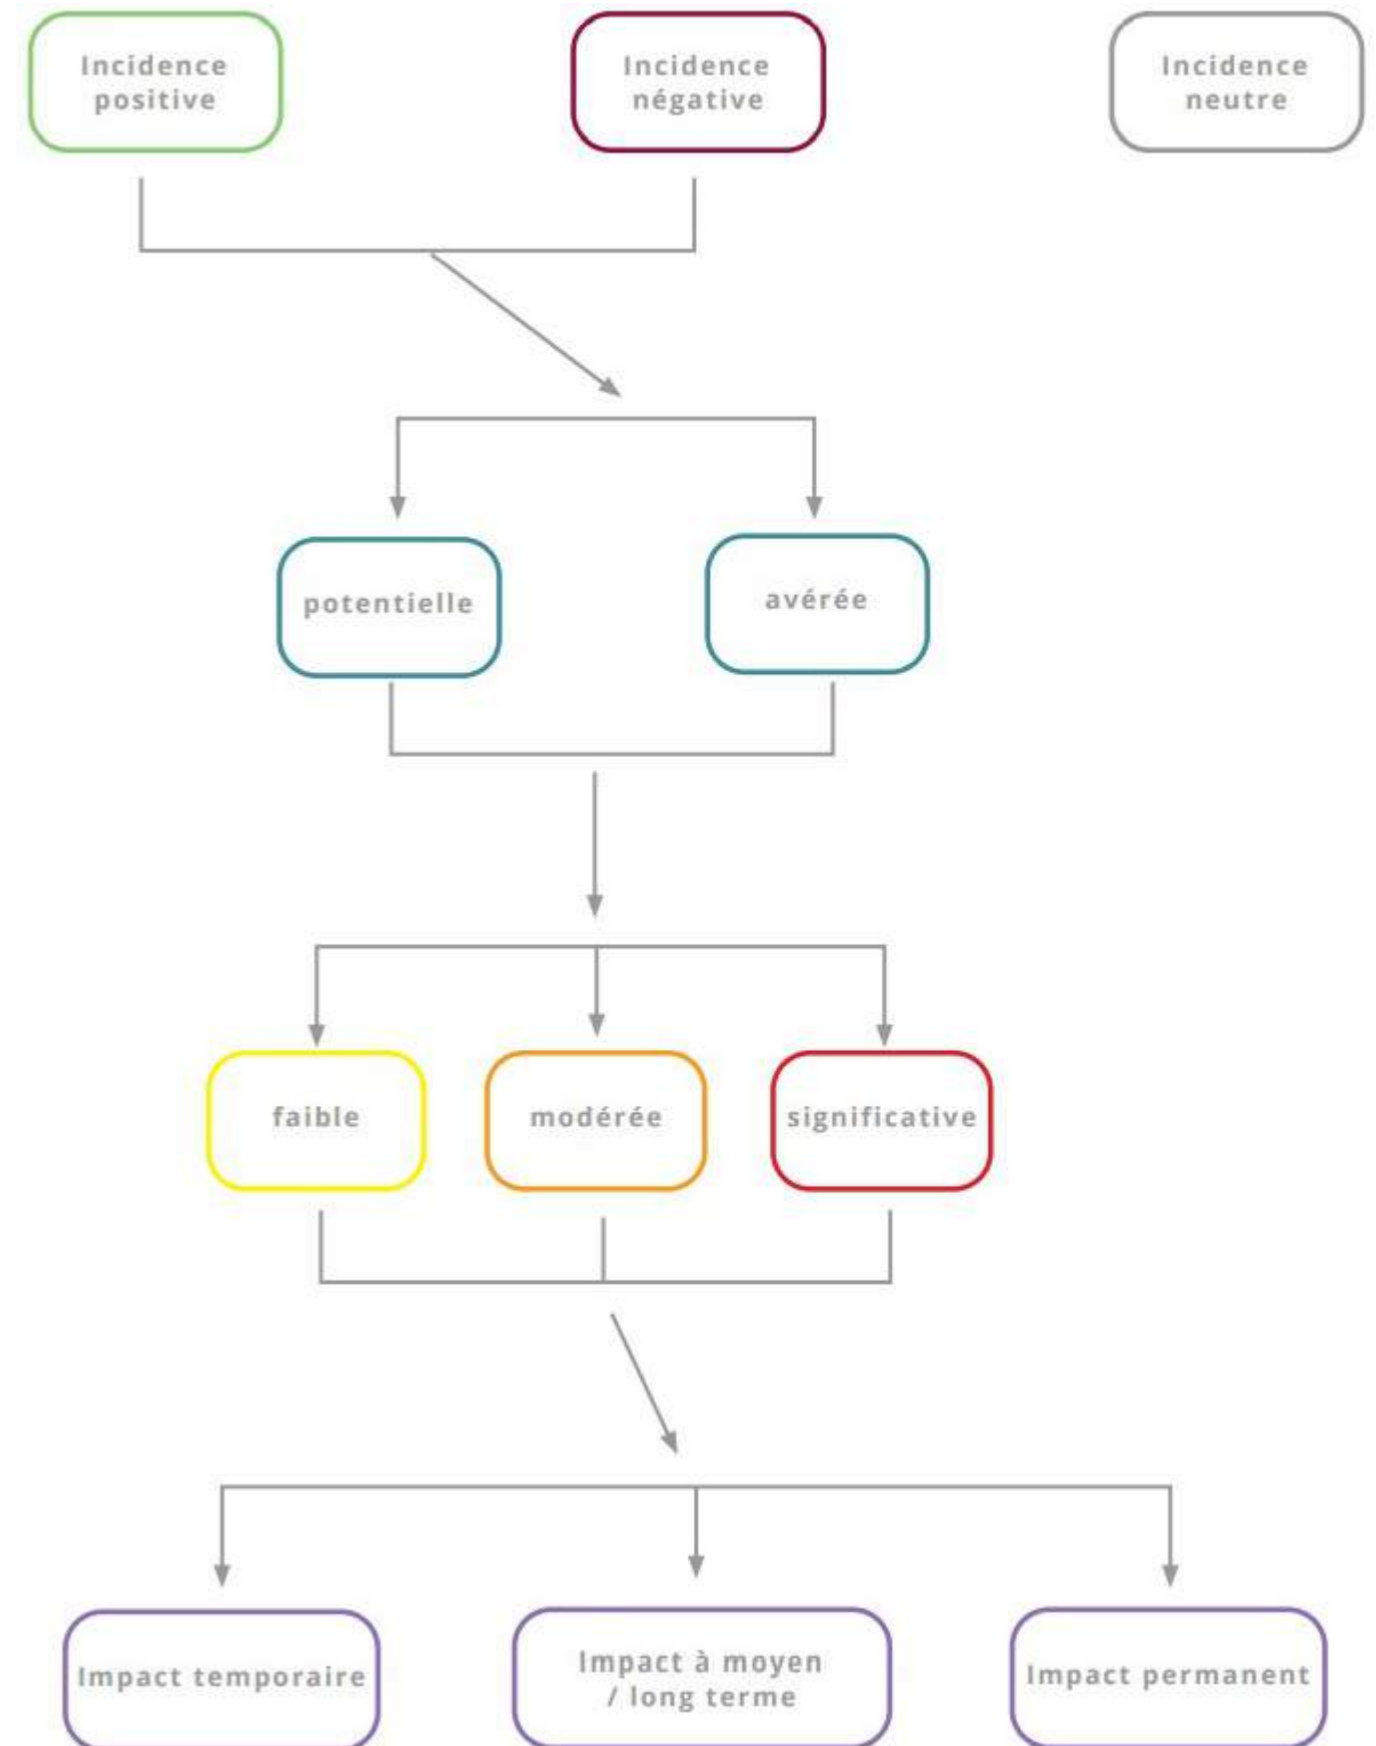 Incidence
positive
Incidence
négative
Incidence
neutre
potentielle
avérée
faible
modérée
significative
Impact temporaire
Impact à moyen
/ long terme
Impact permanent